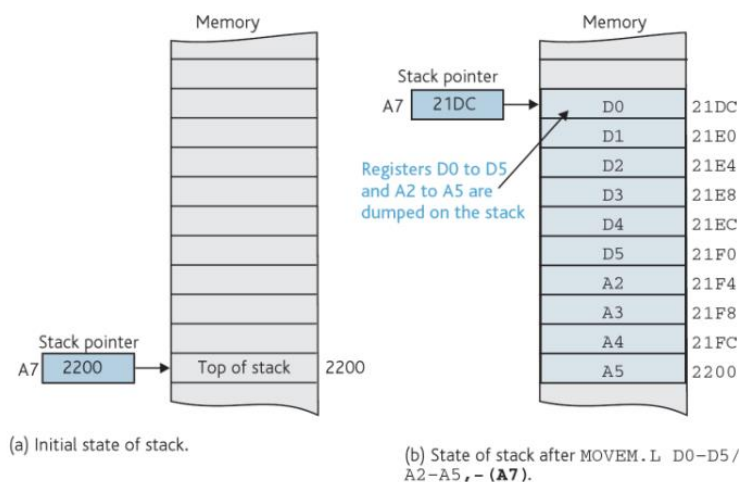 Memory
Stack pointer
A7 2200
Top of stack
2200
(a) Initial state of stack.
Memory
Stack pointer
A7 21DC
Registers D0 to D5
and A2 to A5 are
dumped on the stack
D0 21DC
D1 21E0
D2 21E4
D3 21E8
D4 21EC
D5 21F0
A2 21F4
A3 21F8
A4 21FC
A5 2200
(b) State of stack after MOVEM.L D0-D5/
A2-A5,-(A7).